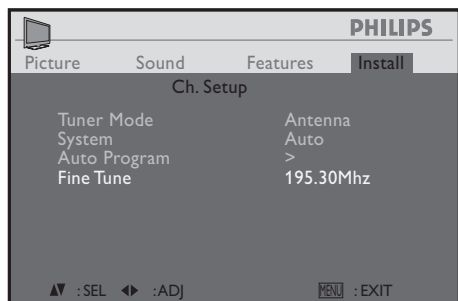 PHILIPS
Picture Sound Features Install
Ch. Setup
Tuner Mode Antenna
System Auto
Auto Program >
Fine Tune 195.30Mhz
▲▼ : SEL ◀▶ : ADJ MENU : EXIT